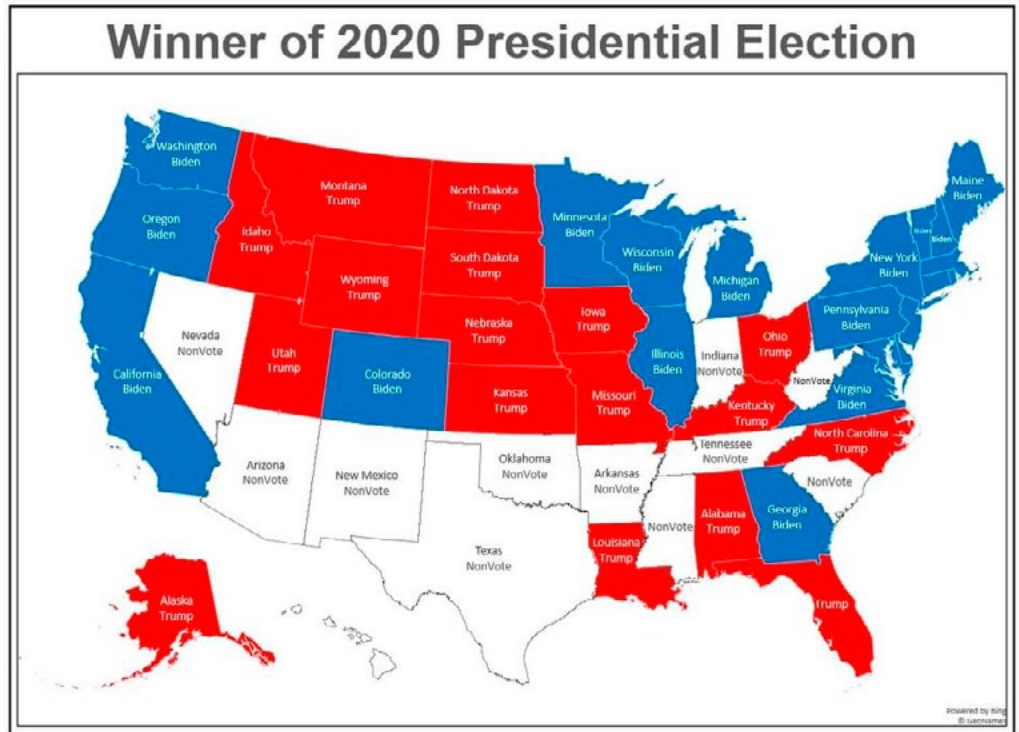 Winner of 2020 Presidential Election
Washington
Biden
Oregon
Biden
California
Biden
Nevada
NonVote
Idaho
Trump
Montana
Trump
Wyoming
Trump
Utah
Trump
Colorado
Biden
Arizona
NonVote
New Mexico
NonVote
North Dakota
Trump
South Dakota
Trump
Nebraska
Trump
Kansas
Trump
Oklahoma
NonVote
Texas
NonVote
Minnesota
Biden
Iowa
Trump
Missouri
Trump
Arkansas
NonVote
Louisiana
Trump
Wisconsin
Biden
Illinois
Biden
Michigan
Biden
Indiana
NonVote
Ohio
Trump
Kentucky
Trump
Tennessee
NonVote
NonVote
Alabama
Trump
Georgia
Biden
Trump
NonVote
North Carolina
Trump
Virginia
Biden
NonVote
Pennsylvania
Biden
New York
Biden
Biden
Biden
Maine
Biden
Alaska
Trump
Powered by Bing
© GeoNames